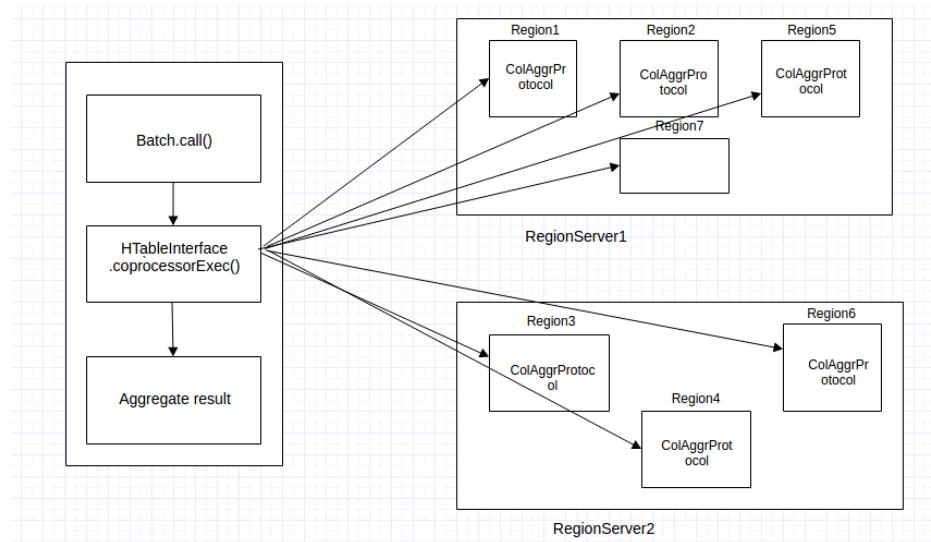 Batch.call()
HTableInterface
.coprocessorExec()
Aggregate result
Region1
Region2
Region5
ColAggrPr
otocol
ColAggrPro
tocol
ColAggrProt
ocol
Region7
RegionServer1
Region3
Region6
ColAggrProtoc
ol
ColAggrPr
otocol
Region4
ColAggrProt
ocol
RegionServer2